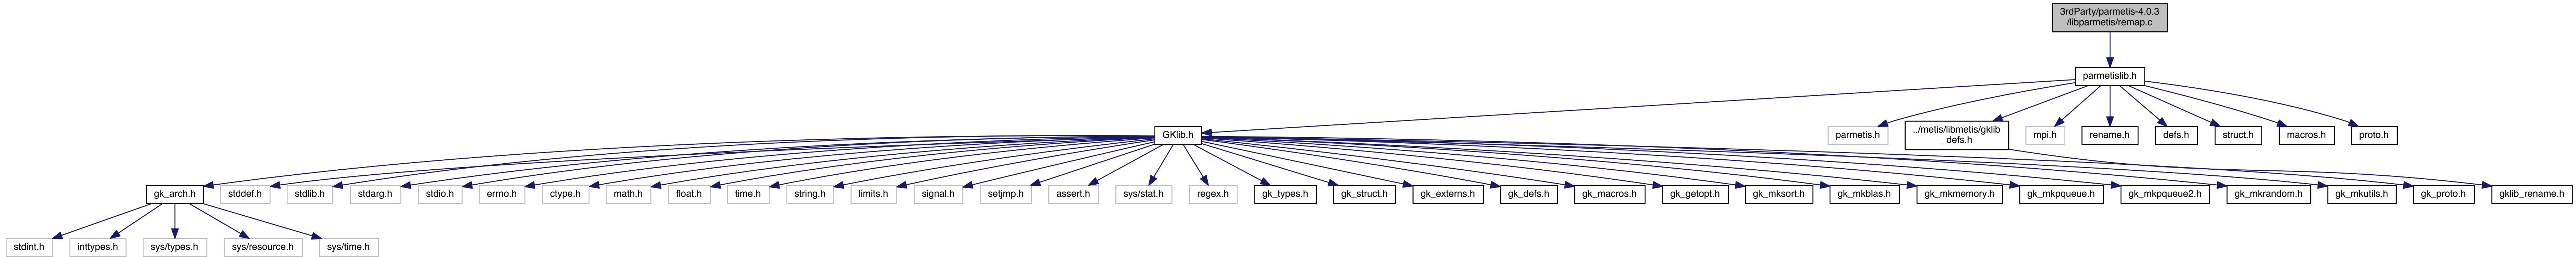 3rdParty/parmetis-4.0.3
/libparmetis/remap.c
parmetislib.h
GKlib.h
parmetis.h
../metis/libmetis/gklib
_defs.h
mpi.h
rename.h
defs.h
struct.h
macros.h
proto.h
gk_arch.h
stddef.h
stdlib.h
stdarg.h
stdio.h
errno.h
ctype.h
math.h
float.h
time.h
string.h
limits.h
signal.h
setjmp.h
assert.h
sys/stat.h
regex.h
gk_types.h
gk_struct.h
gk_externs.h
gk_defs.h
gk_macros.h
gk_getopt.h
gk_mksort.h
gk_mkblas.h
gk_mkmemory.h
gk_mkpqueue.h
gk_mkpqueue2.h
gk_mkrandom.h
gk_mkutils.h
gk_proto.h
gklib_rename.h
stdint.h
inttypes.h
sys/types.h
sys/resource.h
sys/time.h